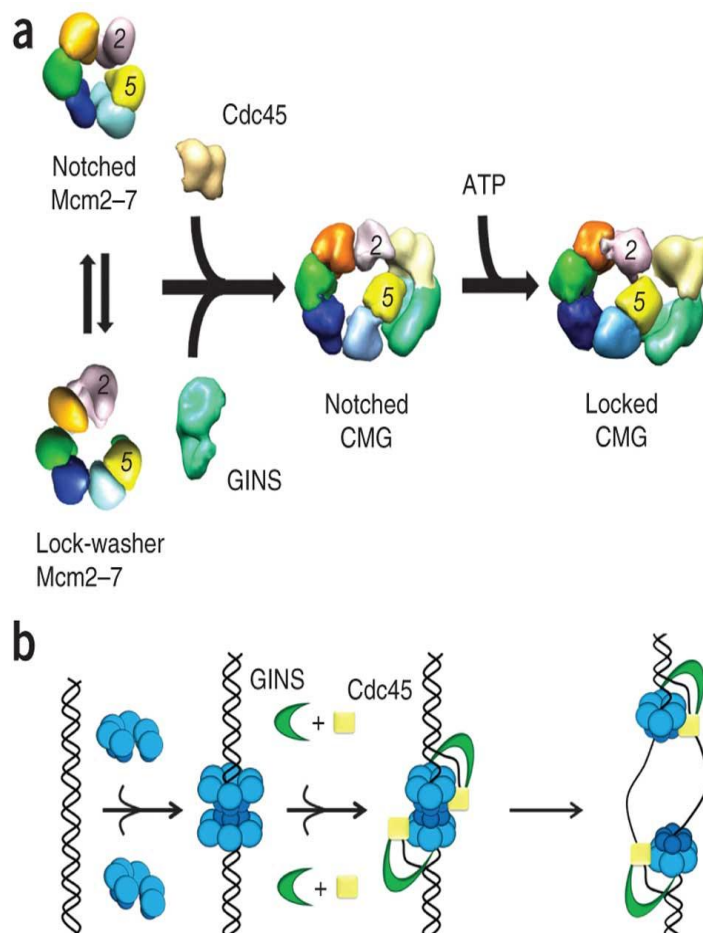 a
2
5
Notched
Mcm2–7
Cdc45
ATP
2
5
2
5
Notched
CMG
Locked
CMG
2
5
GINS
Lock-washer
Mcm2–7
b
GINS
Cdc45
+
+